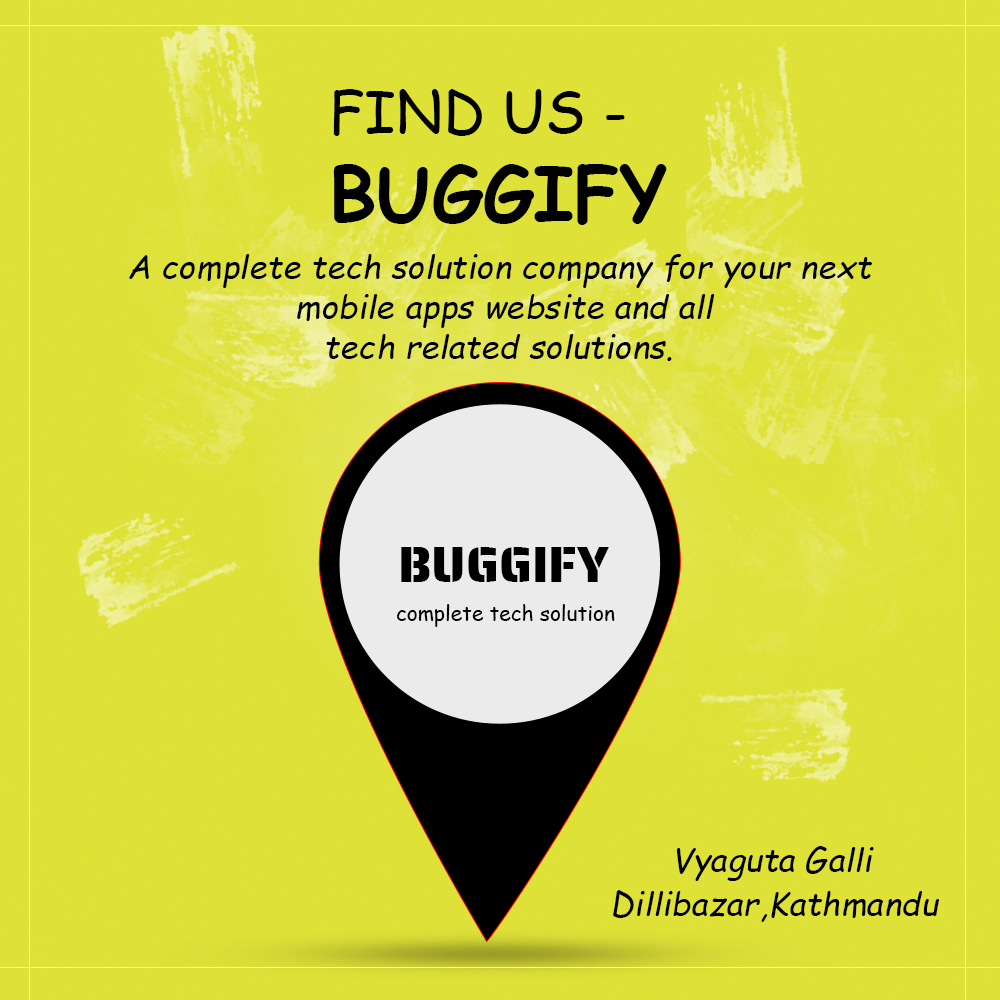 FIND US -
BUGGIFY
A complete tech solution company for your next
mobile apps website and all
tech related solutions.
BUGGIFY
complete tech solution
Vyaguta Galli
Dillibazar,Kathmandu